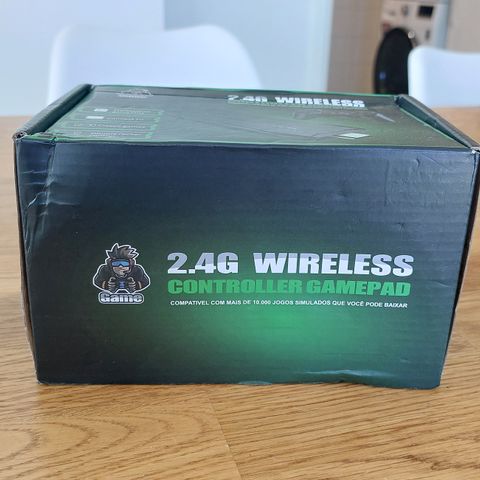 2.4G WIRELESS
2.4G WIRELESS
CONTROLLER GAMEPAD
COMPATIVEL COM MAIS DE 10.000 JOGOS SIMULADOS QUE VOCÊ PODE BAIXAR
Game